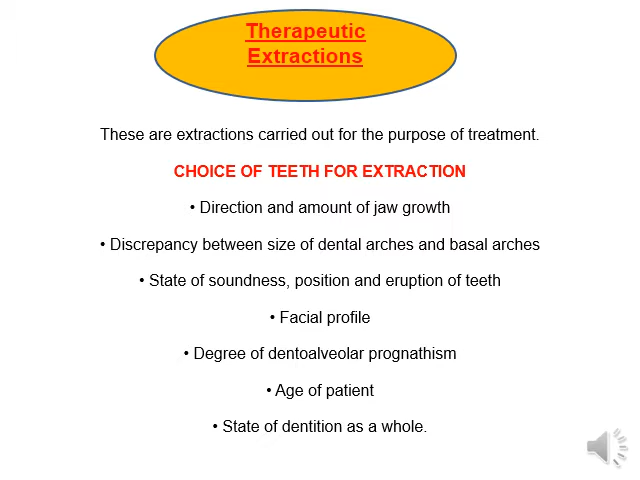 Therapeutic
Extractions
These are extractions carried out for the purpose of treatment.
CHOICE OF TEETH FOR EXTRACTION
• Direction and amount of jaw growth
• Discrepancy between size of dental arches and basal arches
• State of soundness, position and eruption of teeth
• Facial profile
• Degree of dentoalveolar prognathism
• Age of patient
• State of dentition as a whole.